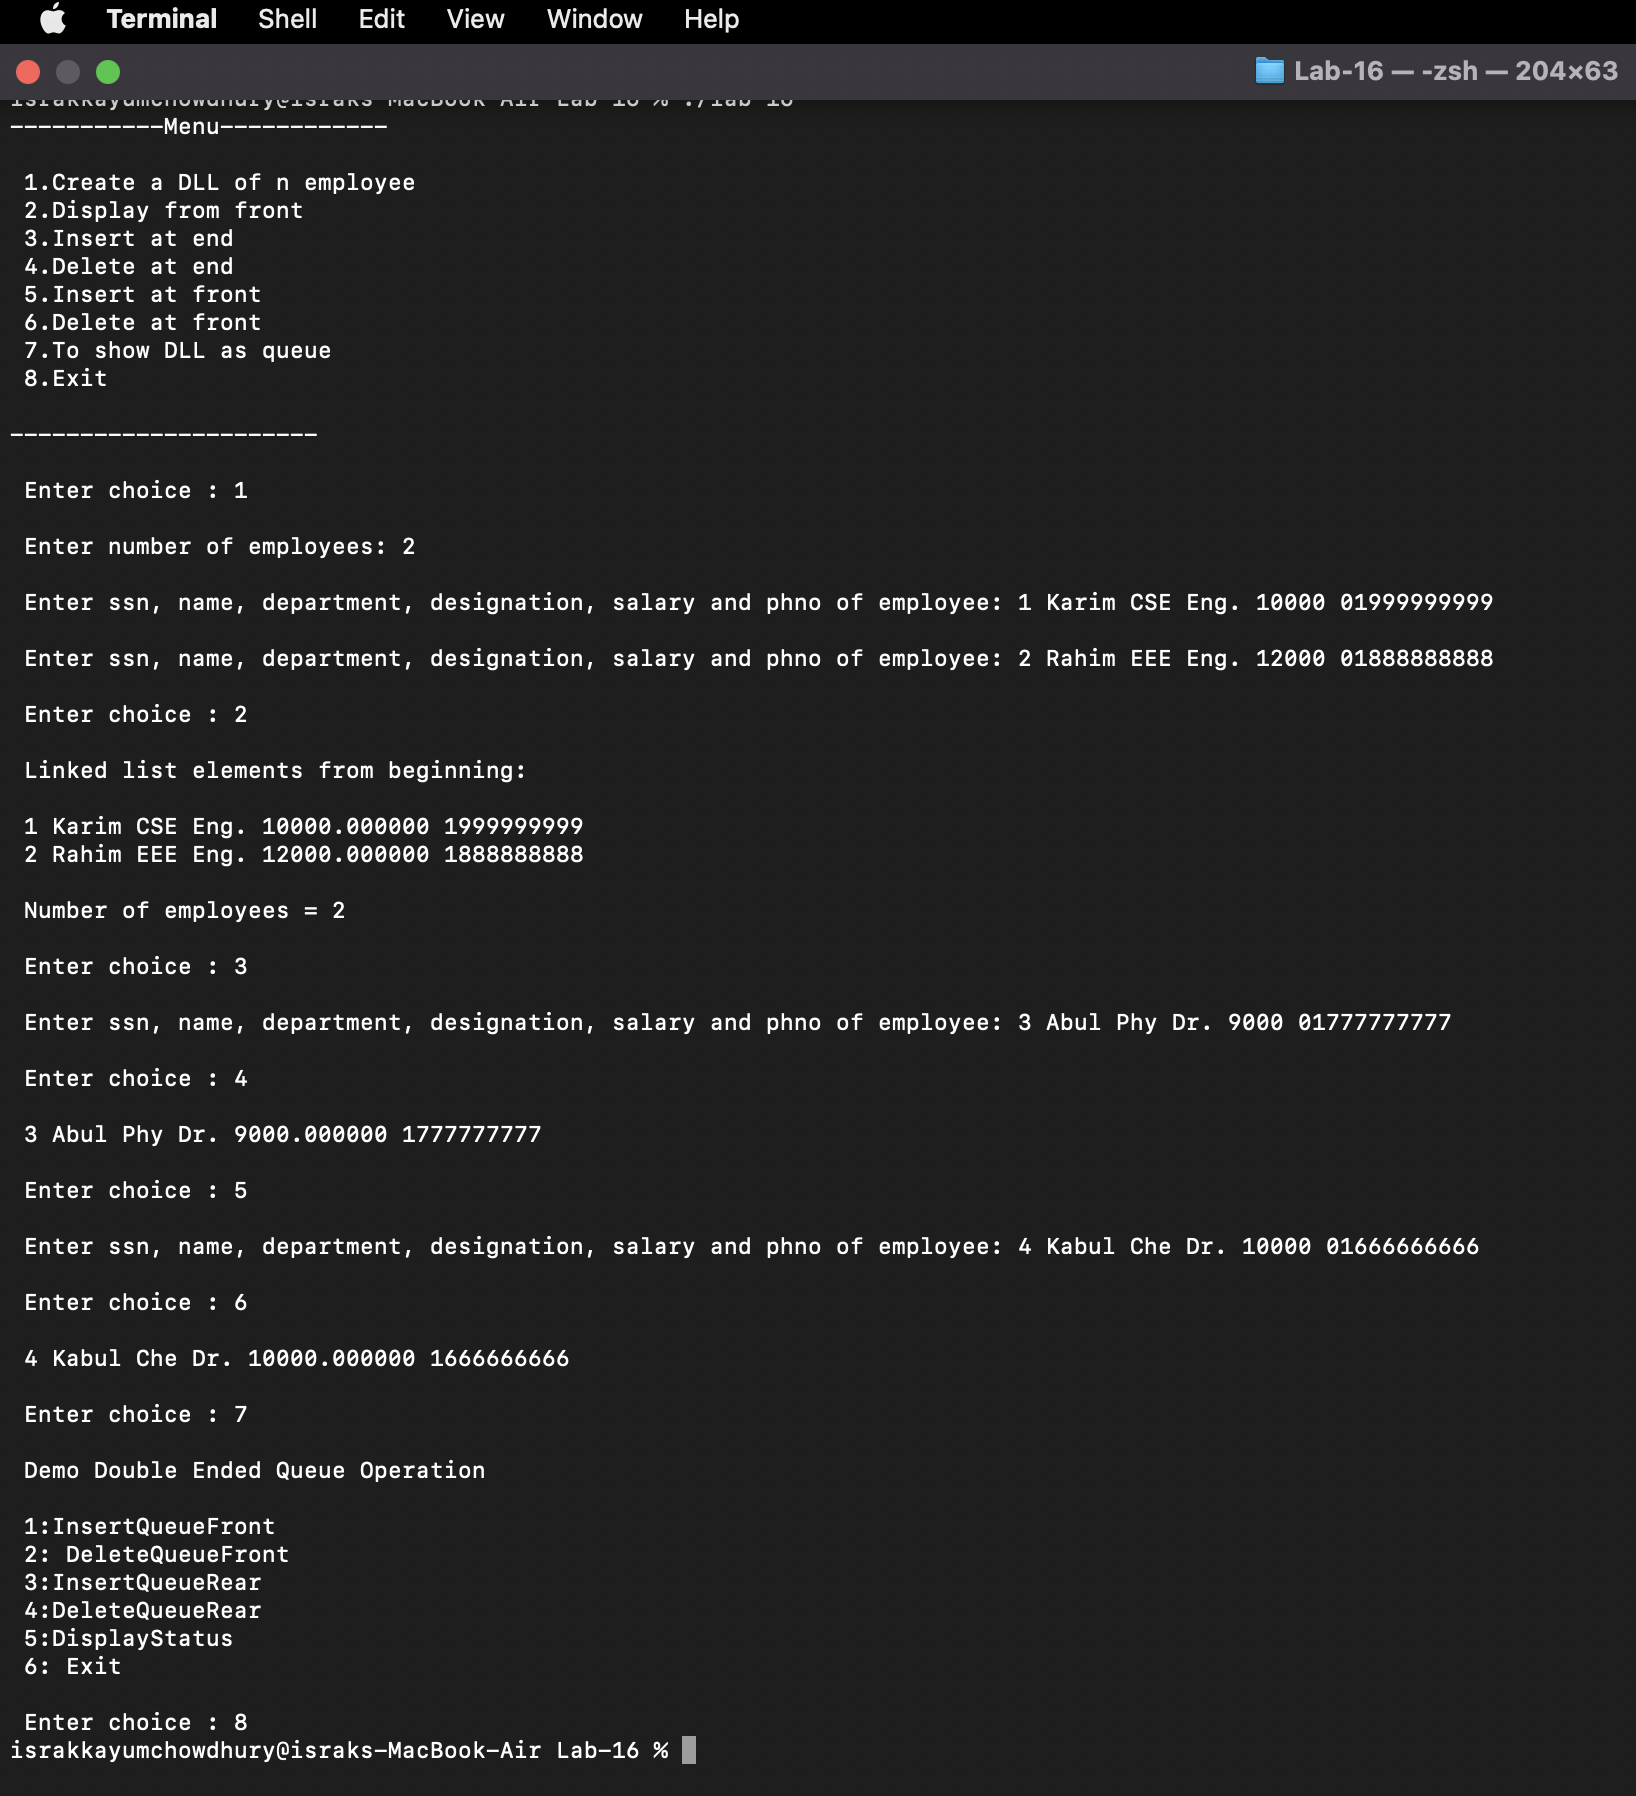 Terminal Shell Edit View Window Help
Lab-16 — -zsh — 204×63
israkkayumchowdhury@israks-MacBook-Air Lab-16 % ./lab-16
-----------Menu------------
1.Create a DLL of n employee
2.Display from front
3.Insert at end
4.Delete at end
5.Insert at front
6.Delete at front
7.To show DLL as queue
8.Exit
----------------------
Enter choice : 1
Enter number of employees: 2
Enter ssn, name, department, designation, salary and phno of employee: 1 Karim CSE Eng. 10000 01999999999
Enter ssn, name, department, designation, salary and phno of employee: 2 Rahim EEE Eng. 12000 01888888888
Enter choice : 2
Linked list elements from beginning:
1 Karim CSE Eng. 10000.000000 1999999999
2 Rahim EEE Eng. 12000.000000 1888888888
Number of employees = 2
Enter choice : 3
Enter ssn, name, department, designation, salary and phno of employee: 3 Abul Phy Dr. 9000 01777777777
Enter choice : 4
3 Abul Phy Dr. 9000.000000 1777777777
Enter choice : 5
Enter ssn, name, department, designation, salary and phno of employee: 4 Kabul Che Dr. 10000 01666666666
Enter choice : 6
4 Kabul Che Dr. 10000.000000 1666666666
Enter choice : 7
Demo Double Ended Queue Operation
1:InsertQueueFront
2: DeleteQueueFront
3:InsertQueueRear
4:DeleteQueueRear
5:DisplayStatus
6: Exit
Enter choice : 8
israkkayumchowdhury@israks-MacBook-Air Lab-16 %